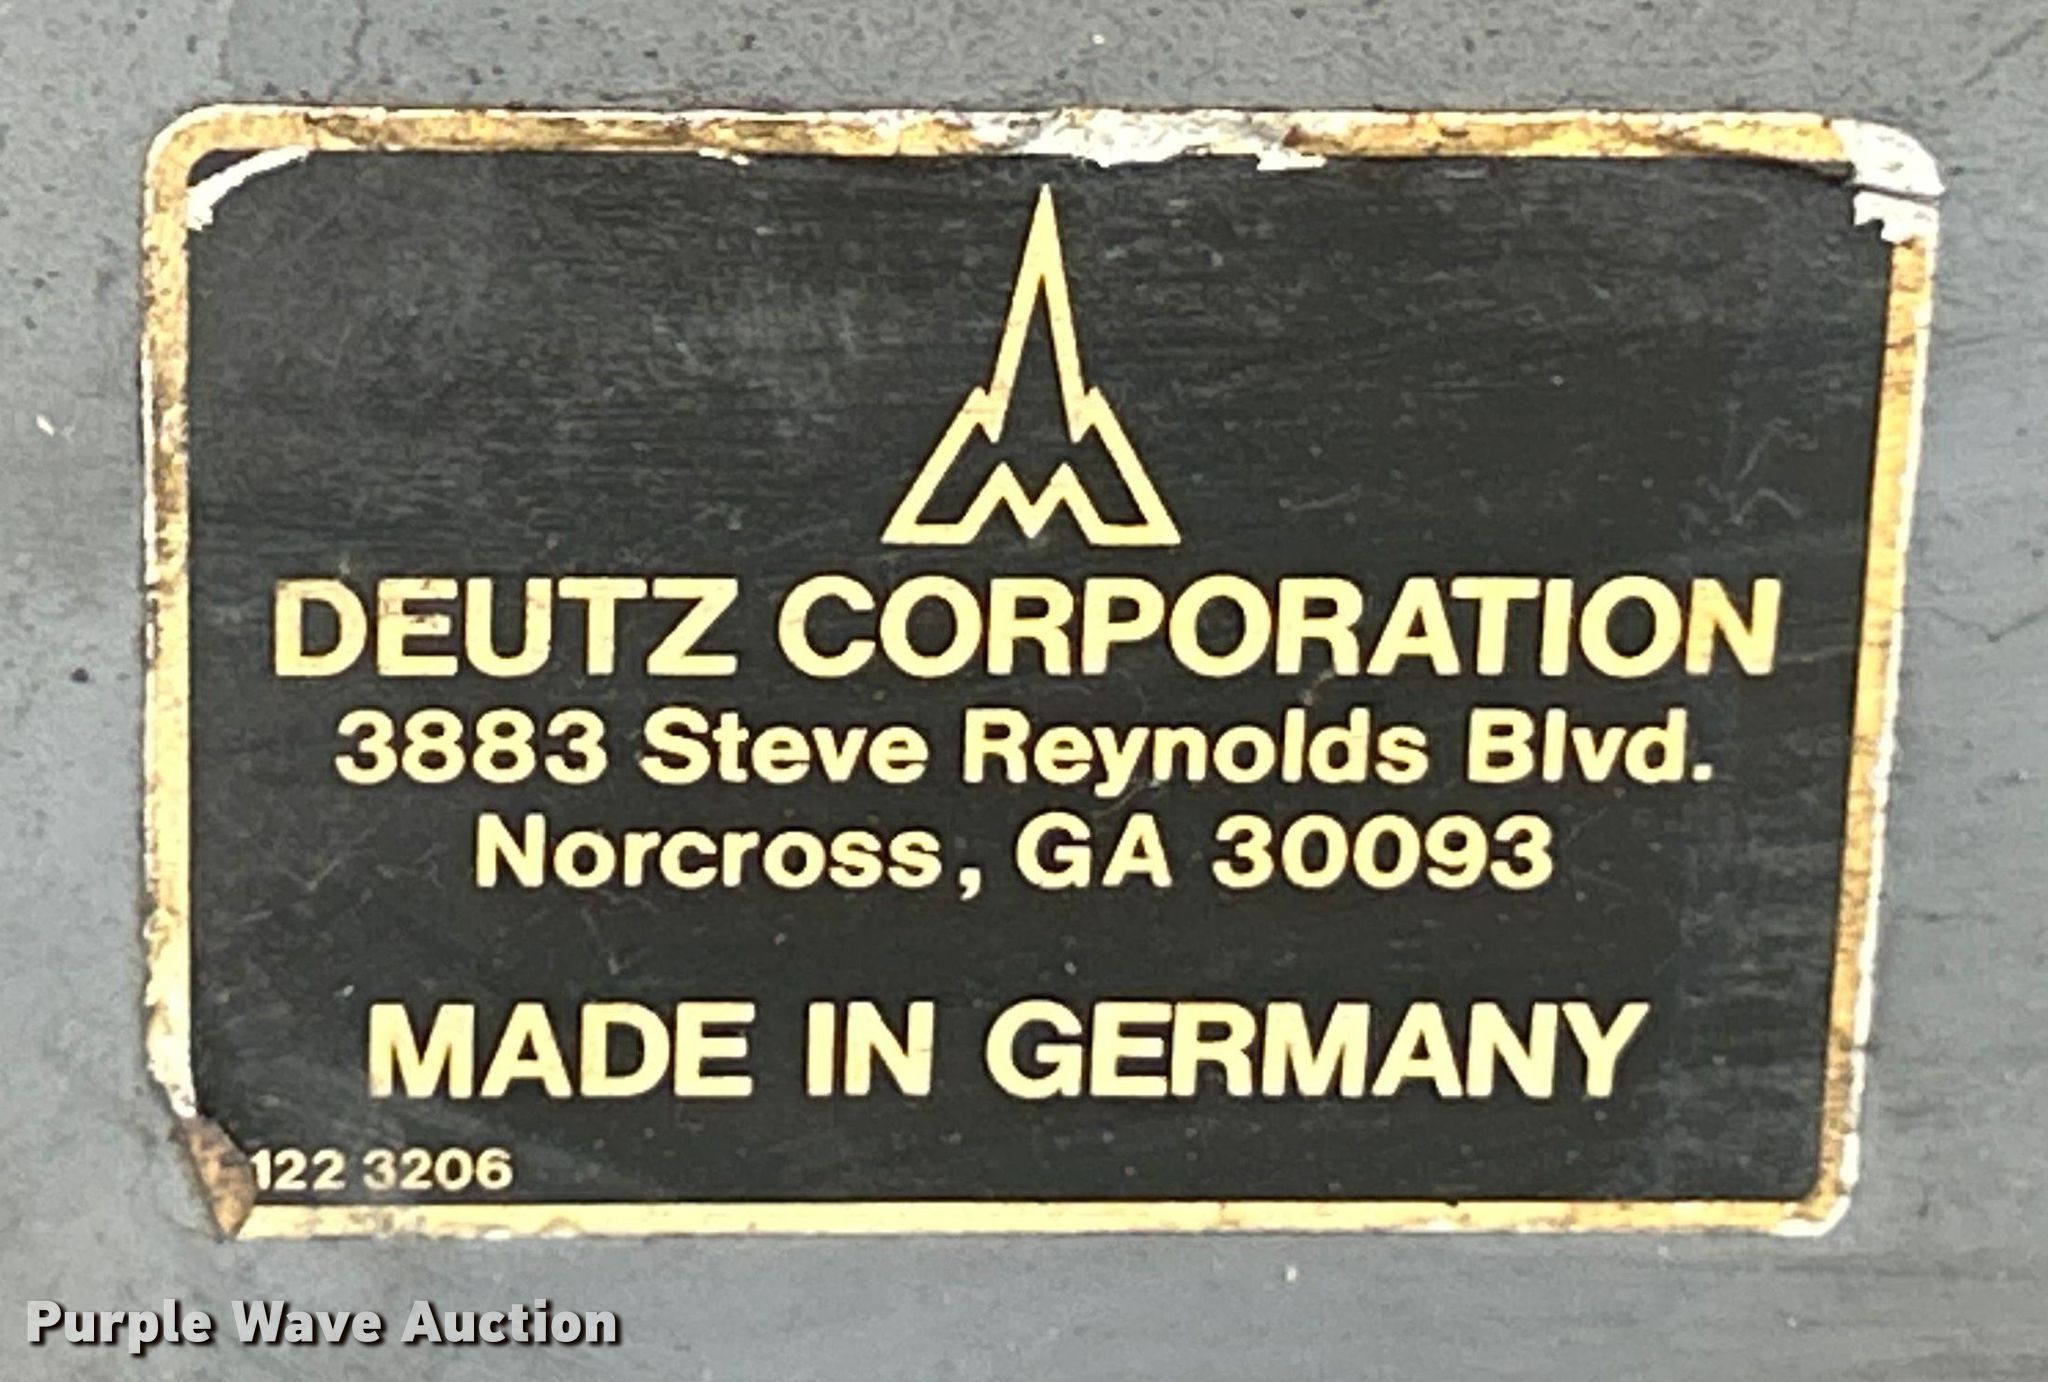 DEUTZ CORPORATION
3883 Steve Reynolds Blvd.
Norcross, GA 30093
MADE IN GERMANY
122 3206
Purple Wave Auction